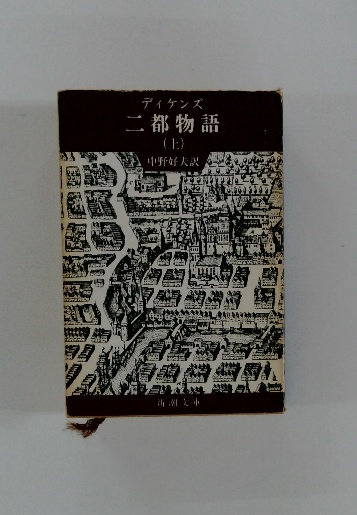 ディケンズ
二都物語
(上)
中野好夫訳
新潮文庫